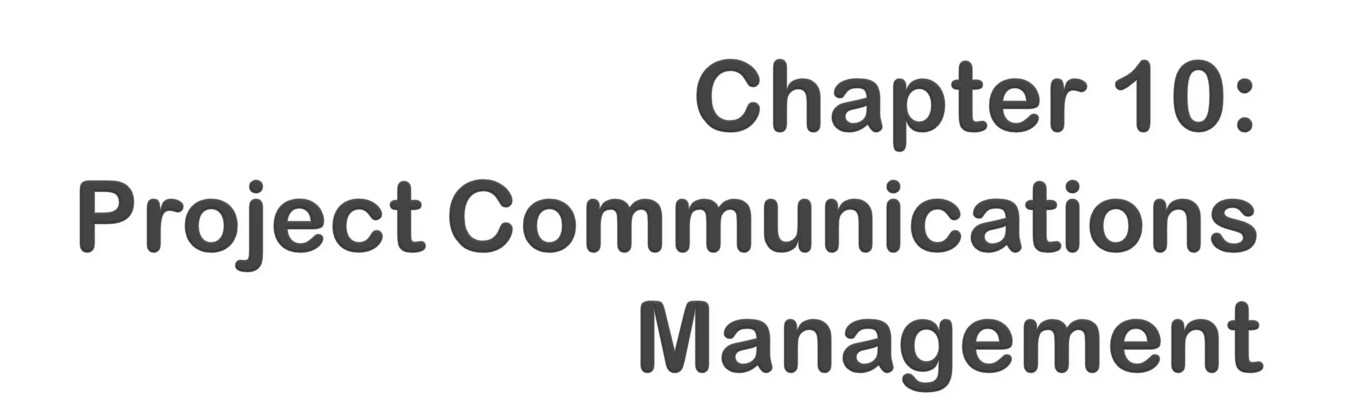 Chapter 10:
Project Communications
Management